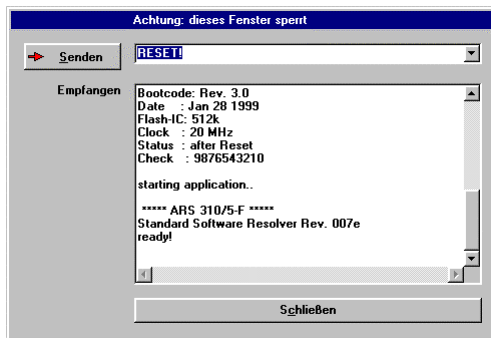 Achtung: dieses Fenster sperrt
Senden
RESET!
Empfangen
Bootcode: Rev. 3.0
Date : Jan 28 1999
Flash-IC: 512k
Clock : 20 MHz
Status : after Reset
Check : 9876543210
starting application..
***** ARS 310/5-F *****
Standard Software Resolver Rev. 007e
ready!
Schließen